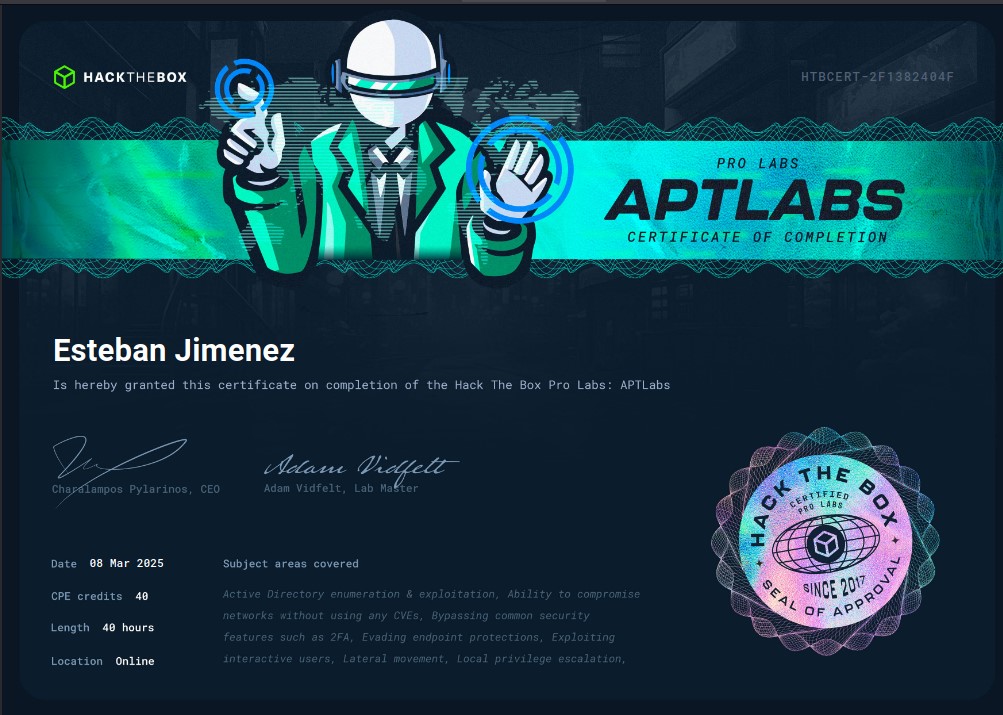 HACKTHEBOX
HTBCERT-2F1382404F
PRO LABS
APTLABS
CERTIFICATE OF COMPLETION
Esteban Jimenez
Is hereby granted this certificate on completion of the Hack The Box Pro Labs: APTLabs
Adam Vidfelt
Charalampos Pylarinos, CEO
Adam Vidfelt, Lab Master
HACK THE BOX
CERTIFIED
PRO LABS
SINCE 2017
SEAL OF APPROVAL
Date 08 Mar 2025
CPE credits 40
Length 40 hours
Location Online
Subject areas covered
Active Directory enumeration & exploitation, Ability to compromise
networks without using any CVEs, Bypassing common security
features such as 2FA, Evading endpoint protections, Exploiting
interactive users, Lateral movement, Local privilege escalation,